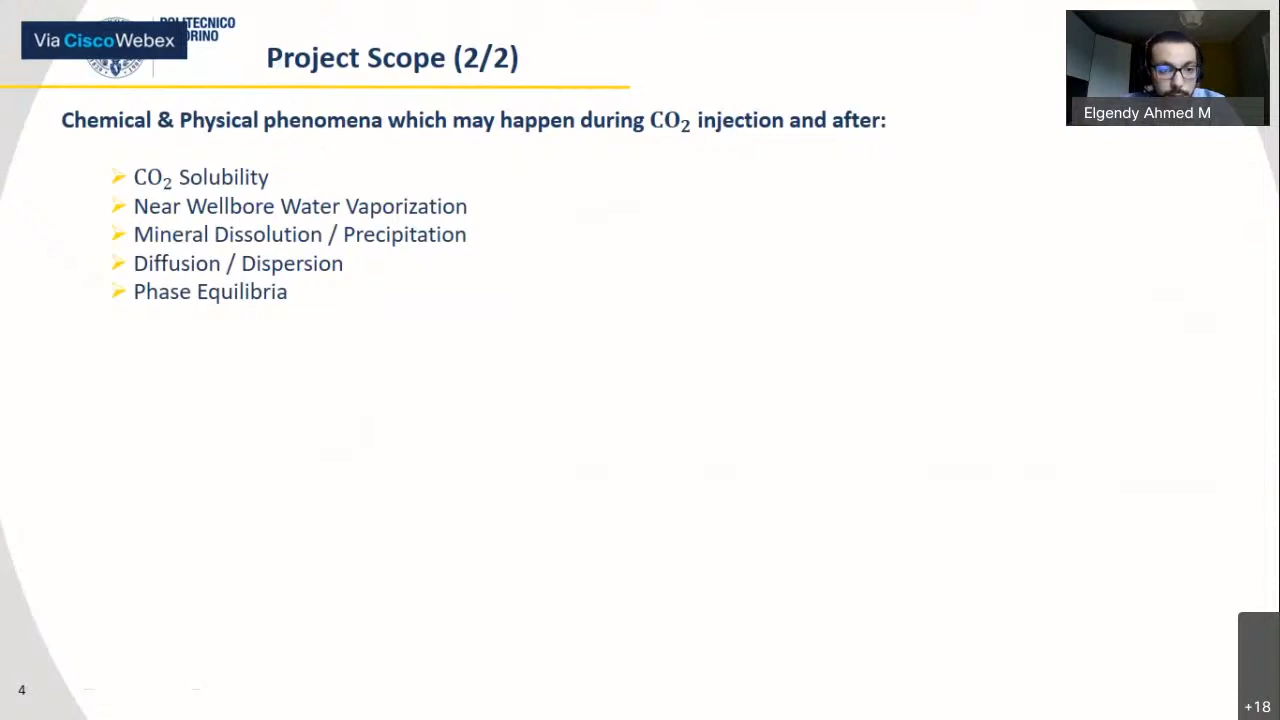 POLITECNICO
Via CiscoWebex
Project Scope (2/2)
Elgendy Ahmed M
Chemical & Physical phenomena which may happen during CO₂ injection and after:
CO₂ Solubility
Near Wellbore Water Vaporization
Mineral Dissolution / Precipitation
Diffusion / Dispersion
Phase Equilibria
4
+18